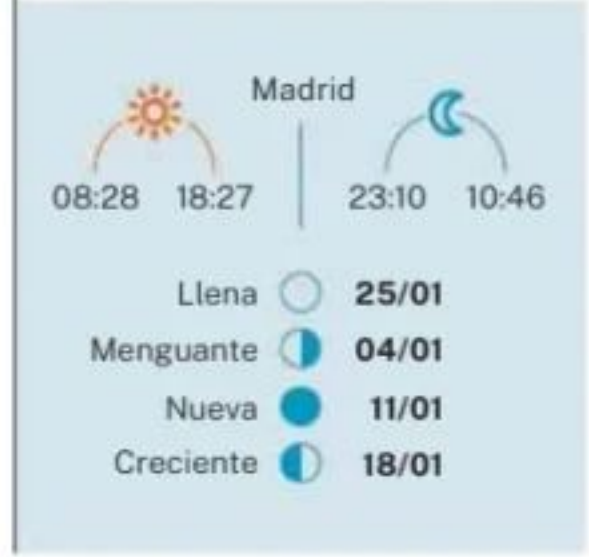 Madrid
08:28 18:27 23:10 10:46
Llena 25/01
Menguante 04/01
Nueva 11/01
Creciente 18/01